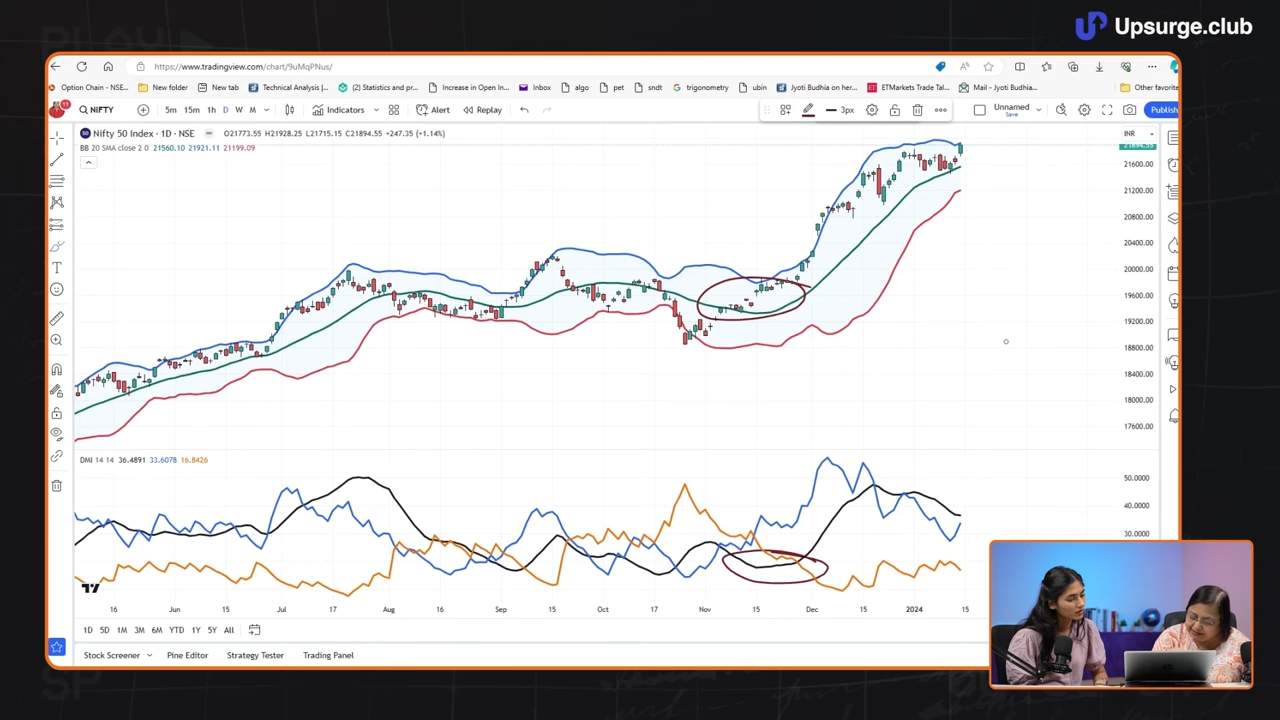 Upsurge.club
https://www.tradingview.com/chart/9uMqPNus/
Option Chain - NSE... New folder New tab Technical Analysis |... (2) Statistics and pr... Increase in Open In... Inbox algo pet sndt trigonometry ubin Jyoti Budhia on hea... ETMarkets Trade Tal... Mail - Jyoti Budhia... Other favorite
11 NIFTY 5m 15m 1h D W M Indicators Alert Replay 3px Unnamed Save Publish
Nifty 50 Index · 1D · NSE O21773.55 H21928.25 L21715.15 C21894.55 +247.35 (+1.14%) INR
BB 20 SMA close 2 0 21560.10 21921.11 21199.09
21894.55
21600.00
21200.00
20800.00
20400.00
20000.00
19600.00
19200.00
18800.00
18400.00
18000.00
17600.00
DMI 14 14 36.4891 33.6078 16.8426
50.0000
40.0000
30.0000
16 Jun 15 Jul 17 Aug 16 Sep 15 Oct 17 Nov 15 Dec 15 2024 15
1D 5D 1M 3M 6M YTD 1Y 5Y All
Stock Screener Pine Editor Strategy Tester Trading Panel